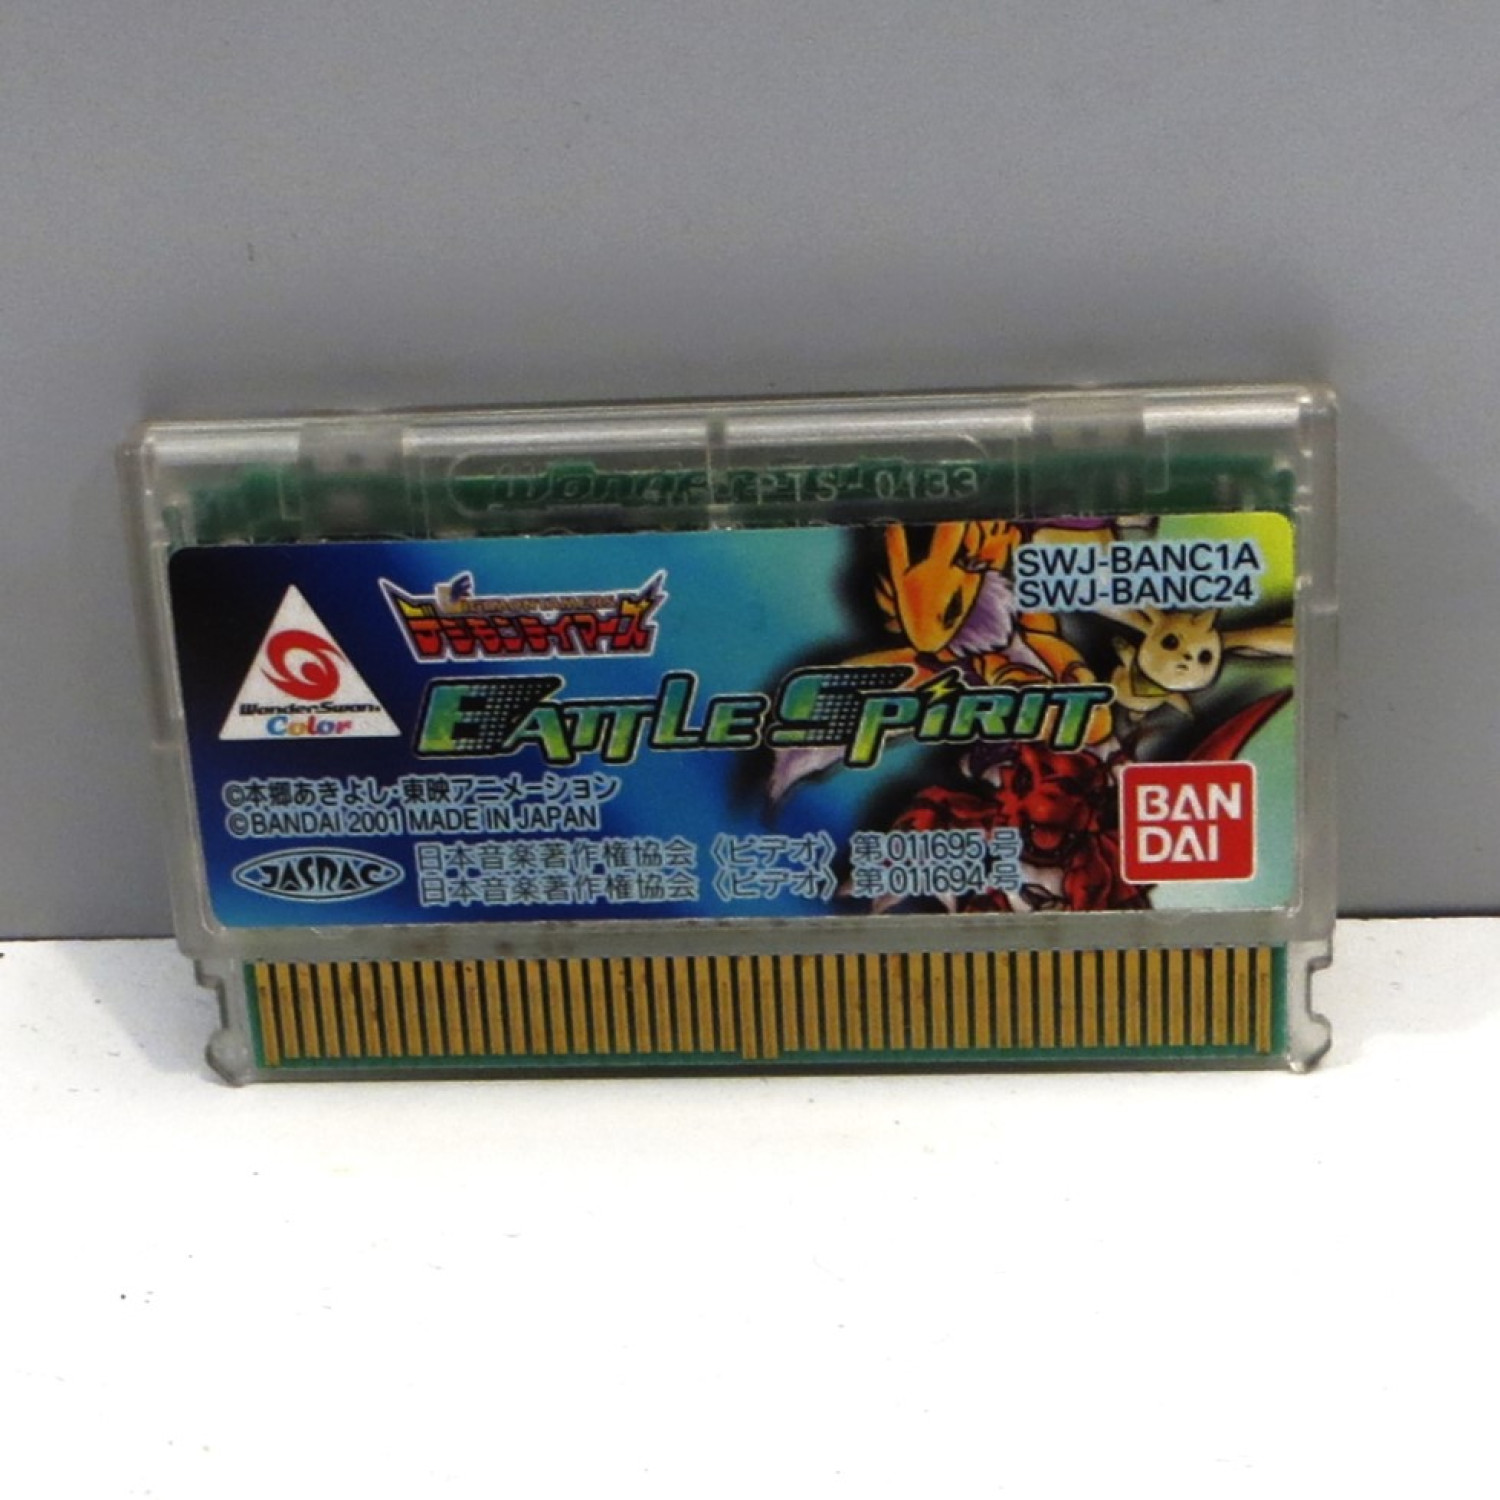 PTS-0133
SWJ-BANC1A
SWJ-BANC24
DIGIMON TAMERS
デジモンテイマーズ
BATTLE SPIRIT
WonderSwan
Color
©本郷あきよし・東映アニメーション
©BANDAI 2001 MADE IN JAPAN
JASRAC
日本音楽著作権協会〈ビデオ〉第011695号
日本音楽著作権協会〈ビデオ〉第011694号
BAN
DAI